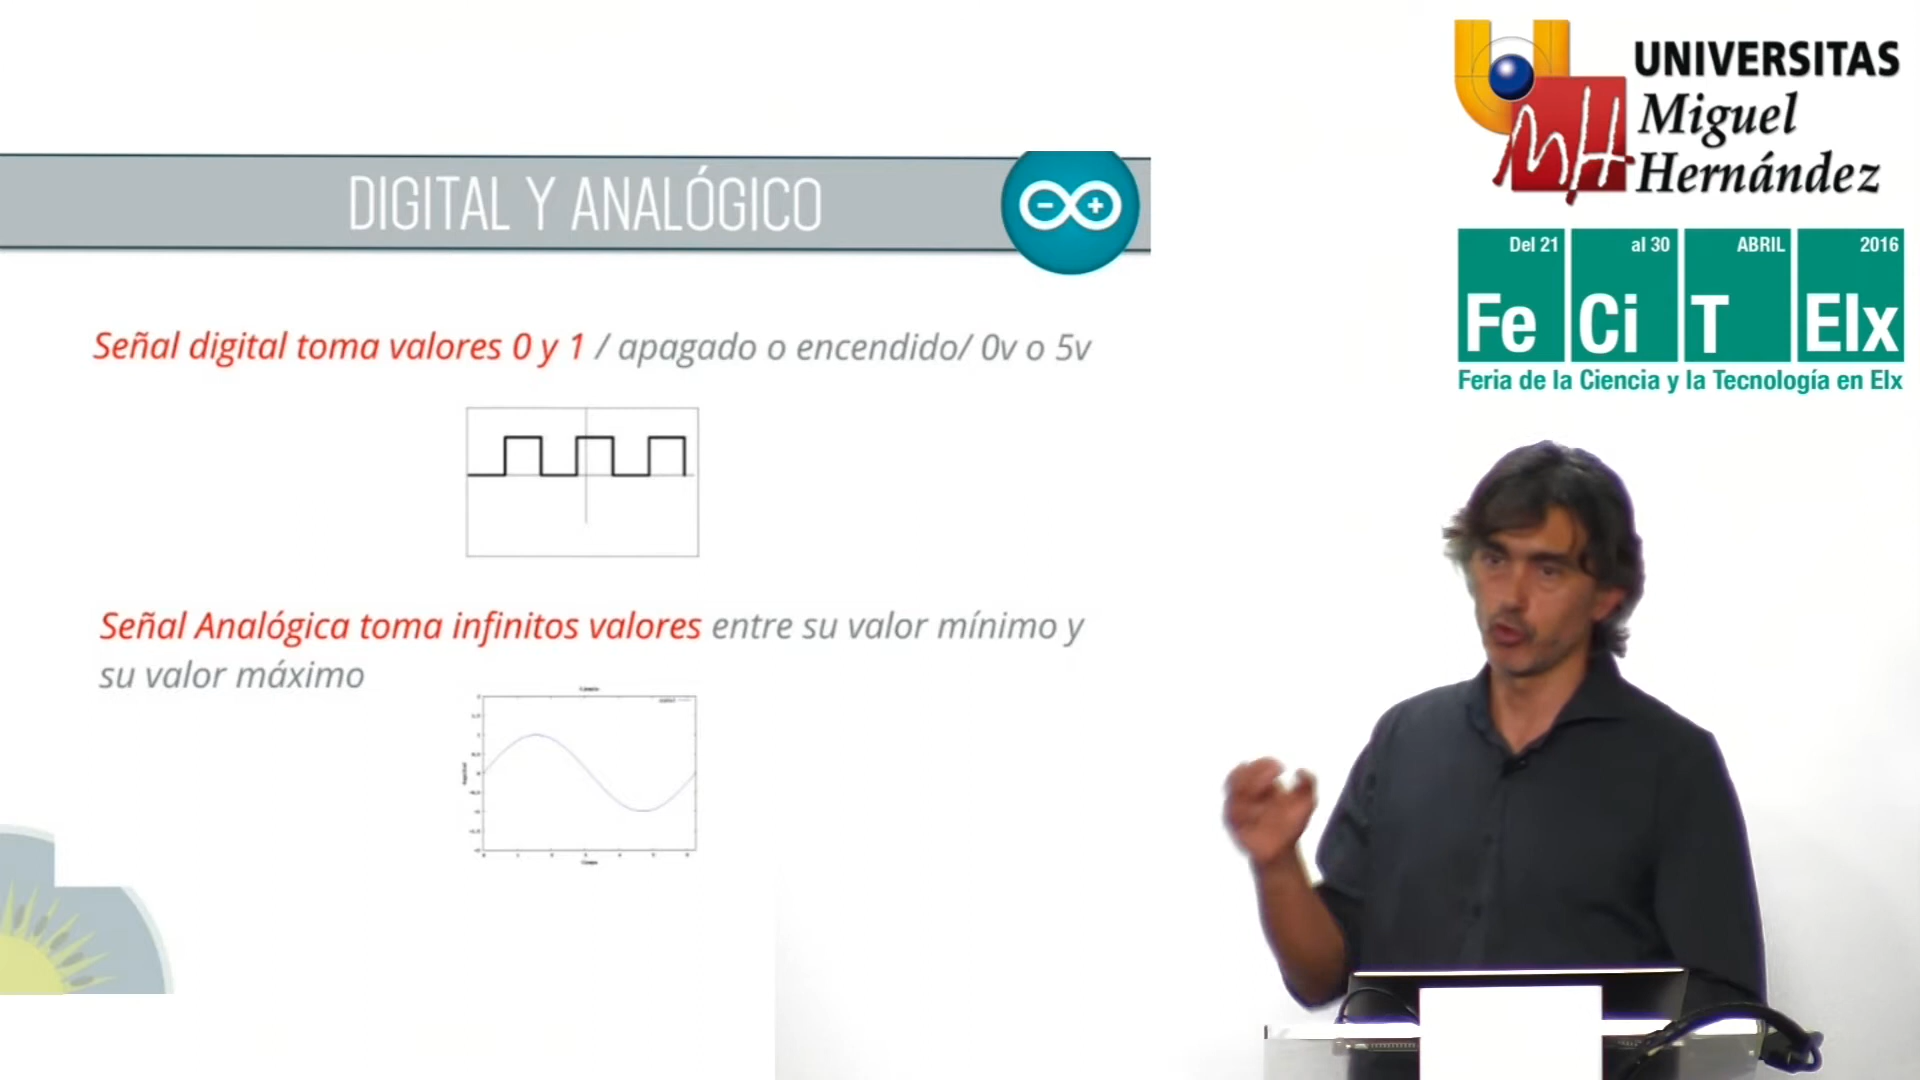 DIGITAL Y ANALÓGICO
Señal digital toma valores 0 y 1 / apagado o encendido/ 0v o 5v
Señal Analógica toma infinitos valores entre su valor mínimo y
su valor máximo
UNIVERSITAS
Miguel
Hernández
Del 21 al 30 ABRIL 2016
Fe Ci T Elx
Feria de la Ciencia y la Tecnología en Elx